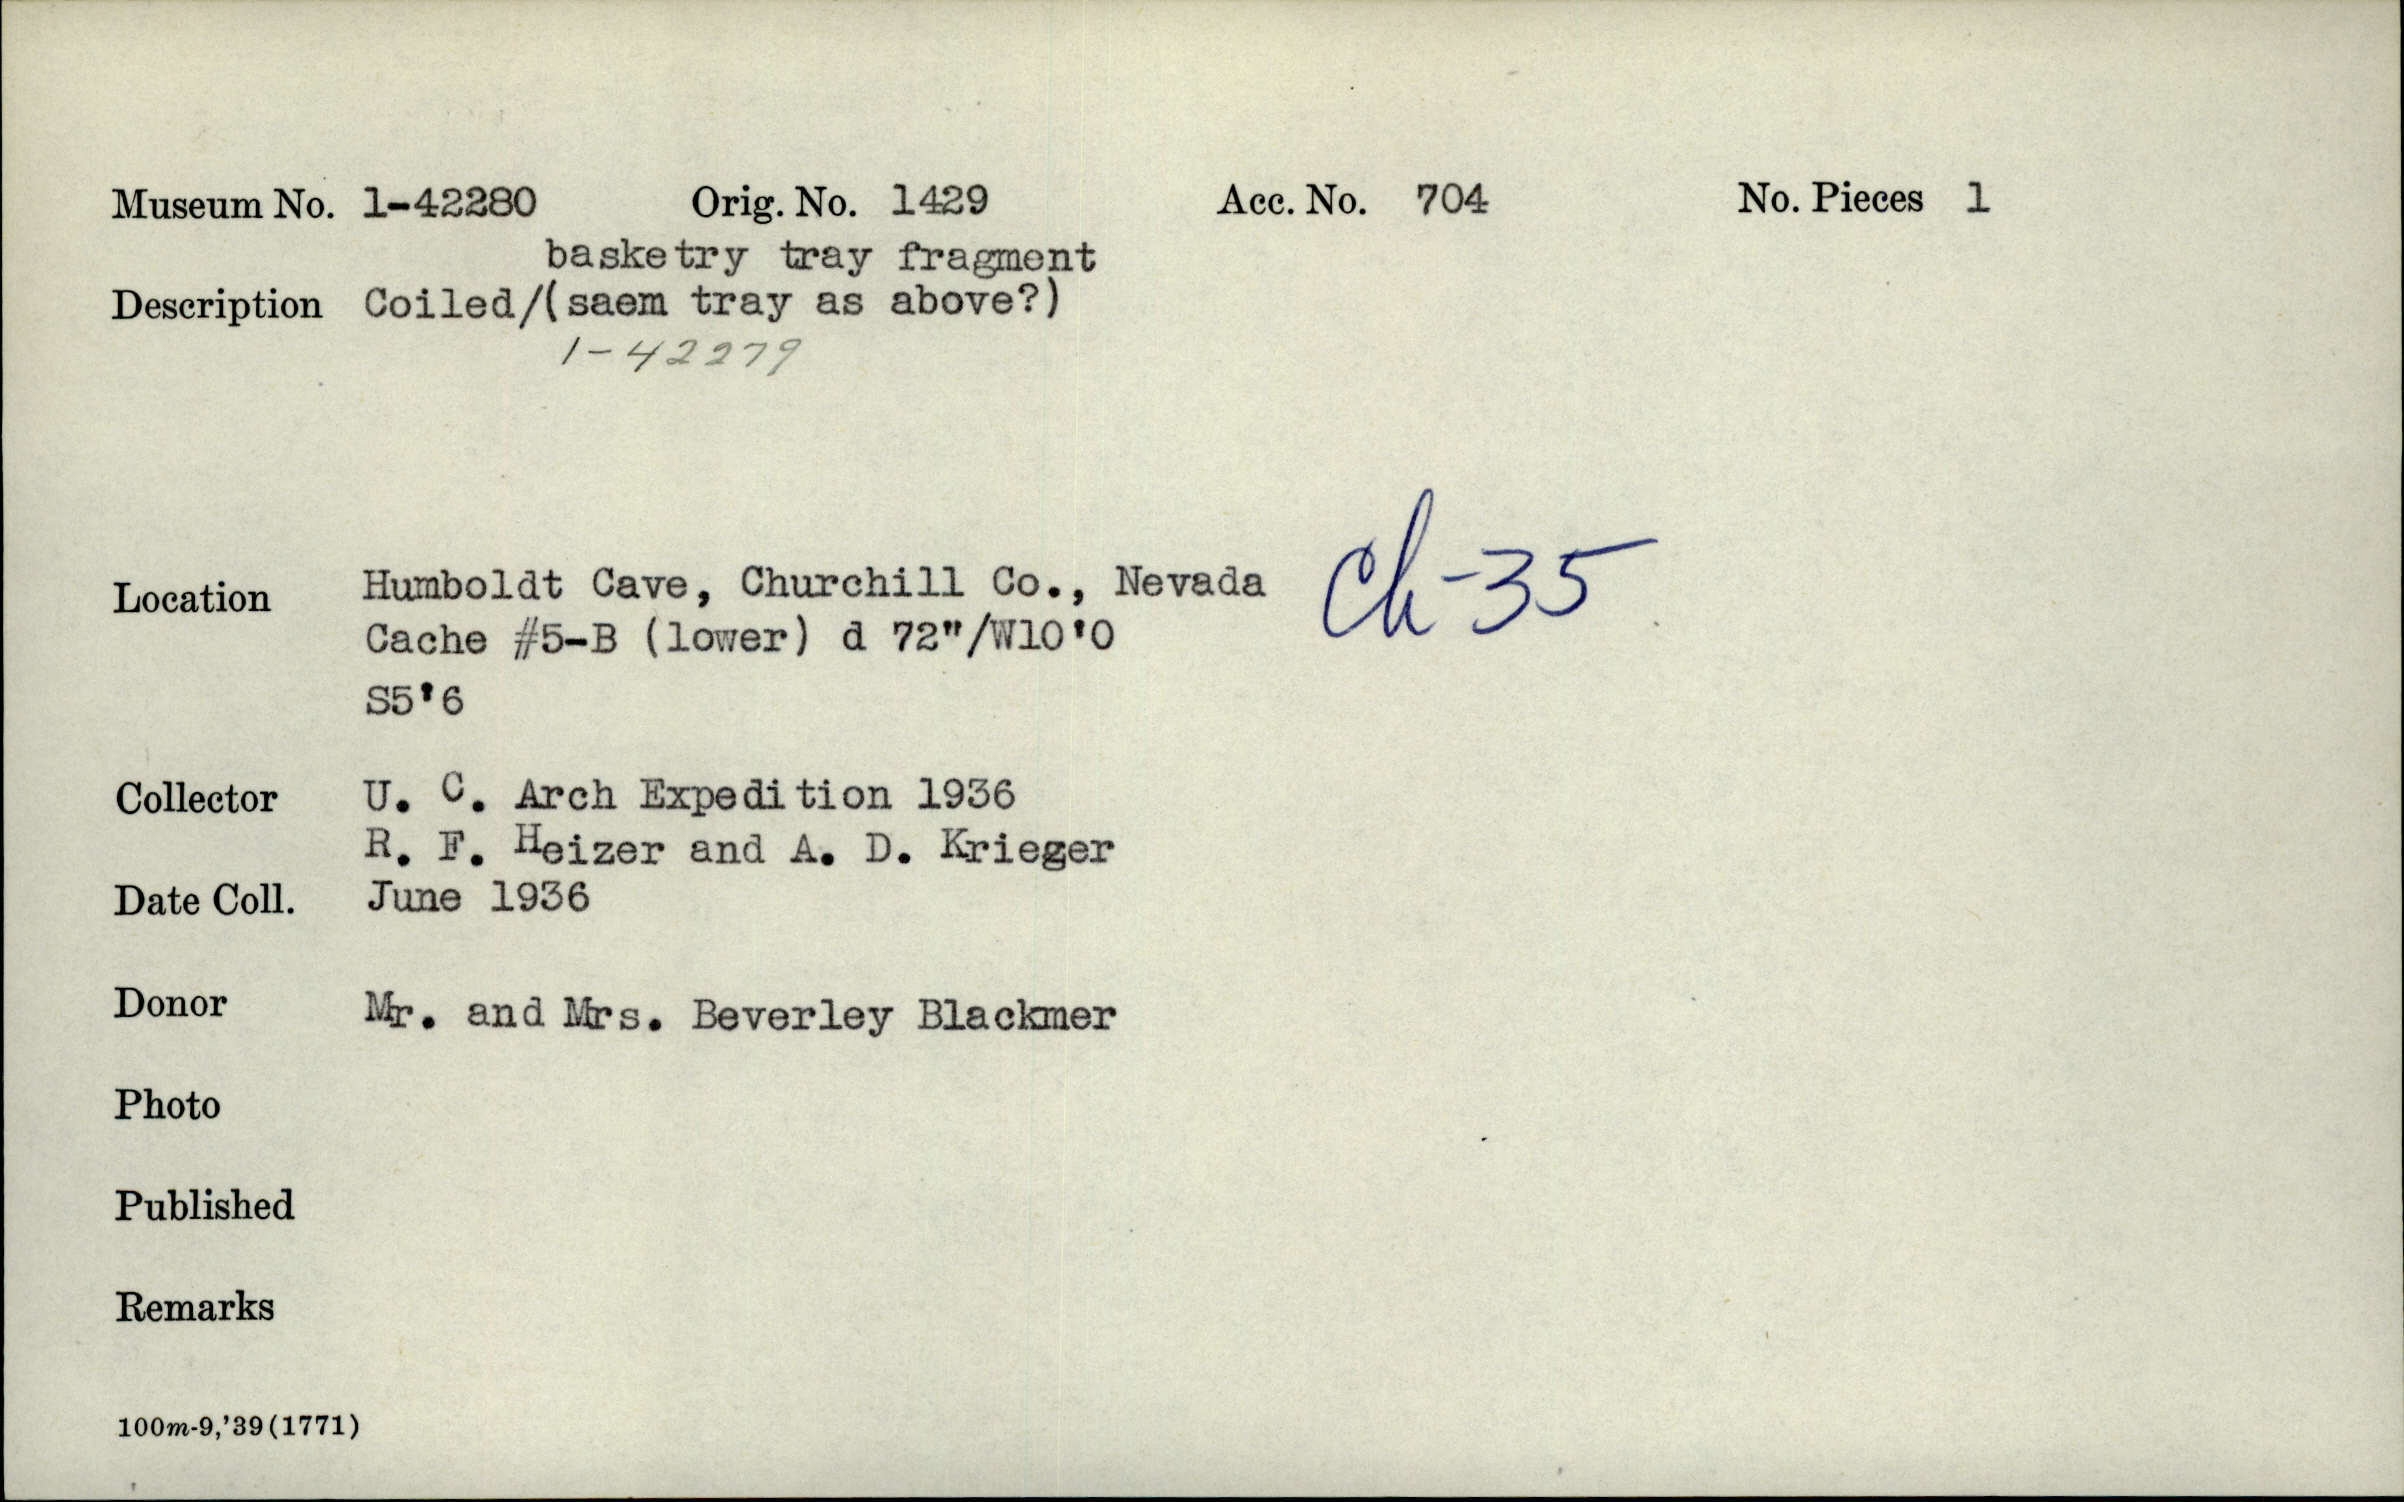 Museum No. 1-42280 Orig. No. 1429 Acc. No. 704 No. Pieces 1
basketry tray fragment
Description Coiled/(saem tray as above?)
1-42279
Location Humboldt Cave, Churchill Co., Nevada Ch-35
Cache #5-B (lower) d 72"/W10'0
S5'6
Collector U. C. Arch Expedition 1936
R. F. Heizer and A. D. Krieger
Date Coll. June 1936
Donor Mr. and Mrs. Beverley Blackmer
Photo
Published
Remarks
100m-9,'39(1771)